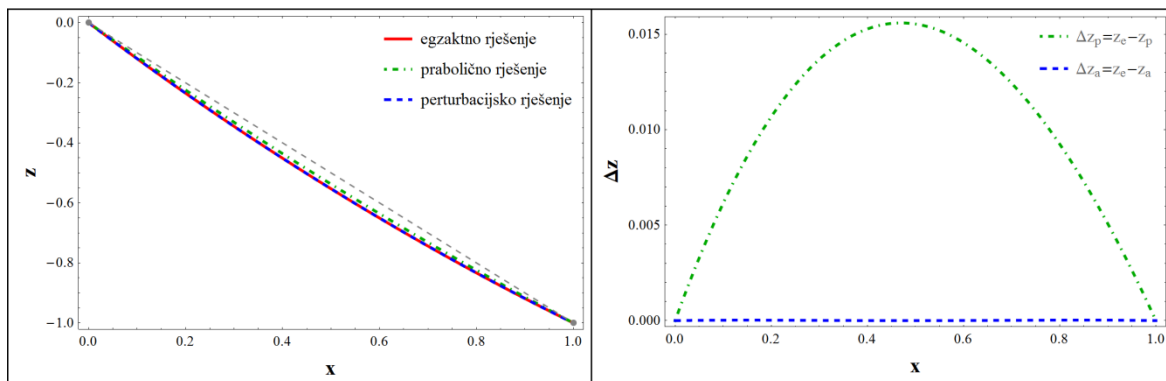 0.0
-0.2
-0.4
-0.6
-0.8
-1.0
z
egzaktno rješenje
prabolično rješenje
perturbacijsko rješenje
0.0 0.2 0.4 0.6 0.8 1.0
x
0.015
0.010
0.005
0.000
Δz
Δzₚ=zₑ−zₚ
Δzₐ=zₑ−zₐ
0.0 0.2 0.4 0.6 0.8 1.0
x